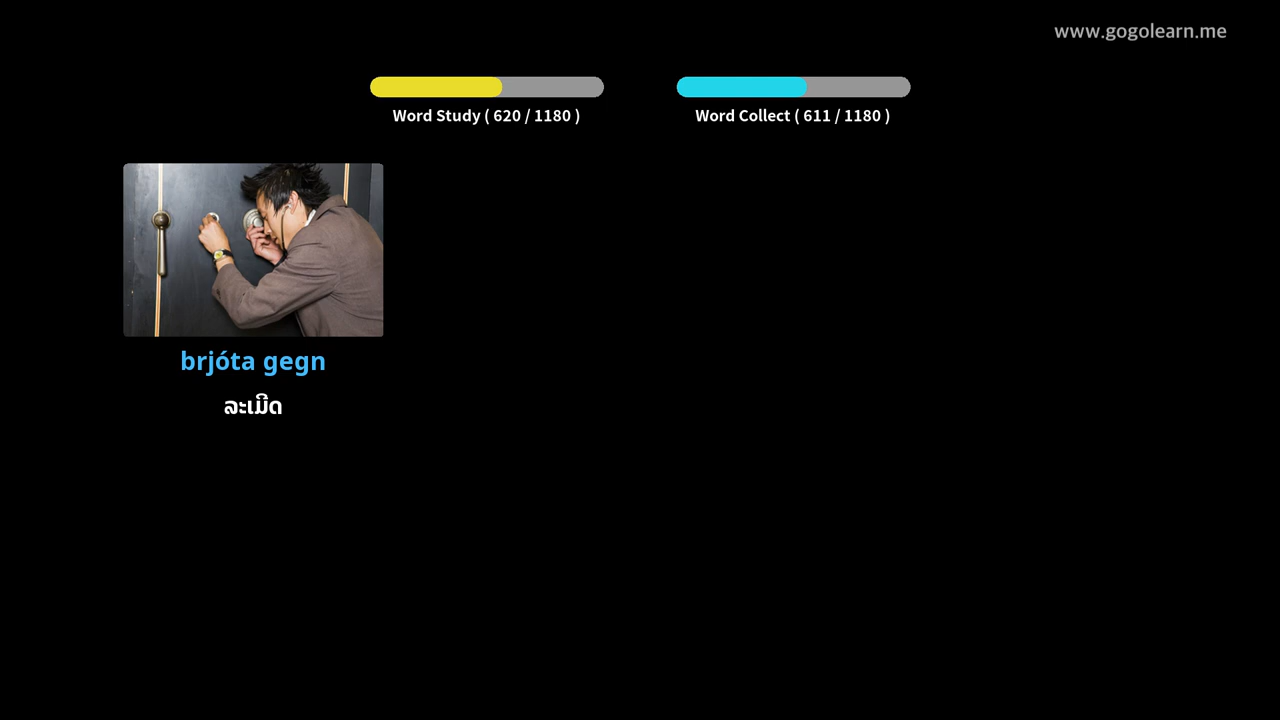 www.gogolearn.me
Word Study ( 620 / 1180 )
Word Collect ( 611 / 1180 )
brjóta gegn
ລະເມີດ